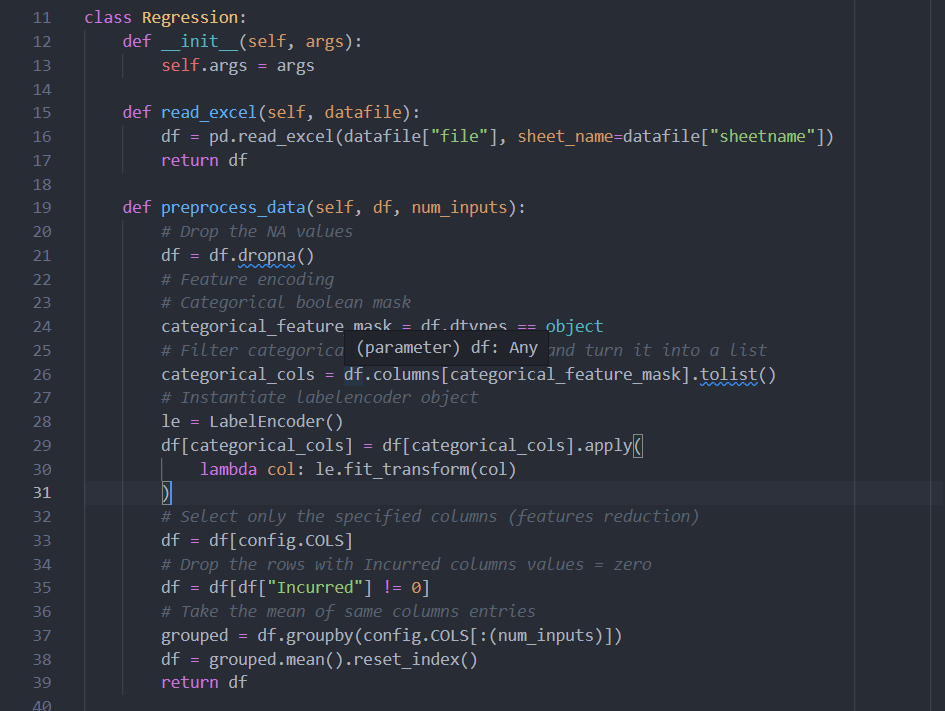 11 class Regression:
12     def __init__(self, args):
13         self.args = args
14
15     def read_excel(self, datafile):
16         df = pd.read_excel(datafile["file"], sheet_name=datafile["sheetname"])
17         return df
18
19     def preprocess_data(self, df, num_inputs):
20         # Drop the NA values
21         df = df.dropna()
22         # Feature encoding
23         # Categorical boolean mask
24         categorical_feature_mask = df.dtypes == object
(parameter) df: Any
25         # Filter categorica and turn it into a list
26         categorical_cols = df.columns[categorical_feature_mask].tolist()
27         # Instantiate labelencoder object
28         le = LabelEncoder()
29         df[categorical_cols] = df[categorical_cols].apply(
30             lambda col: le.fit_transform(col)
31         )
32         # Select only the specified columns (features reduction)
33         df = df[config.COLS]
34         # Drop the rows with Incurred columns values = zero
35         df = df[df["Incurred"] != 0]
36         # Take the mean of same columns entries
37         grouped = df.groupby(config.COLS[:(num_inputs)])
38         df = grouped.mean().reset_index()
39         return df
40